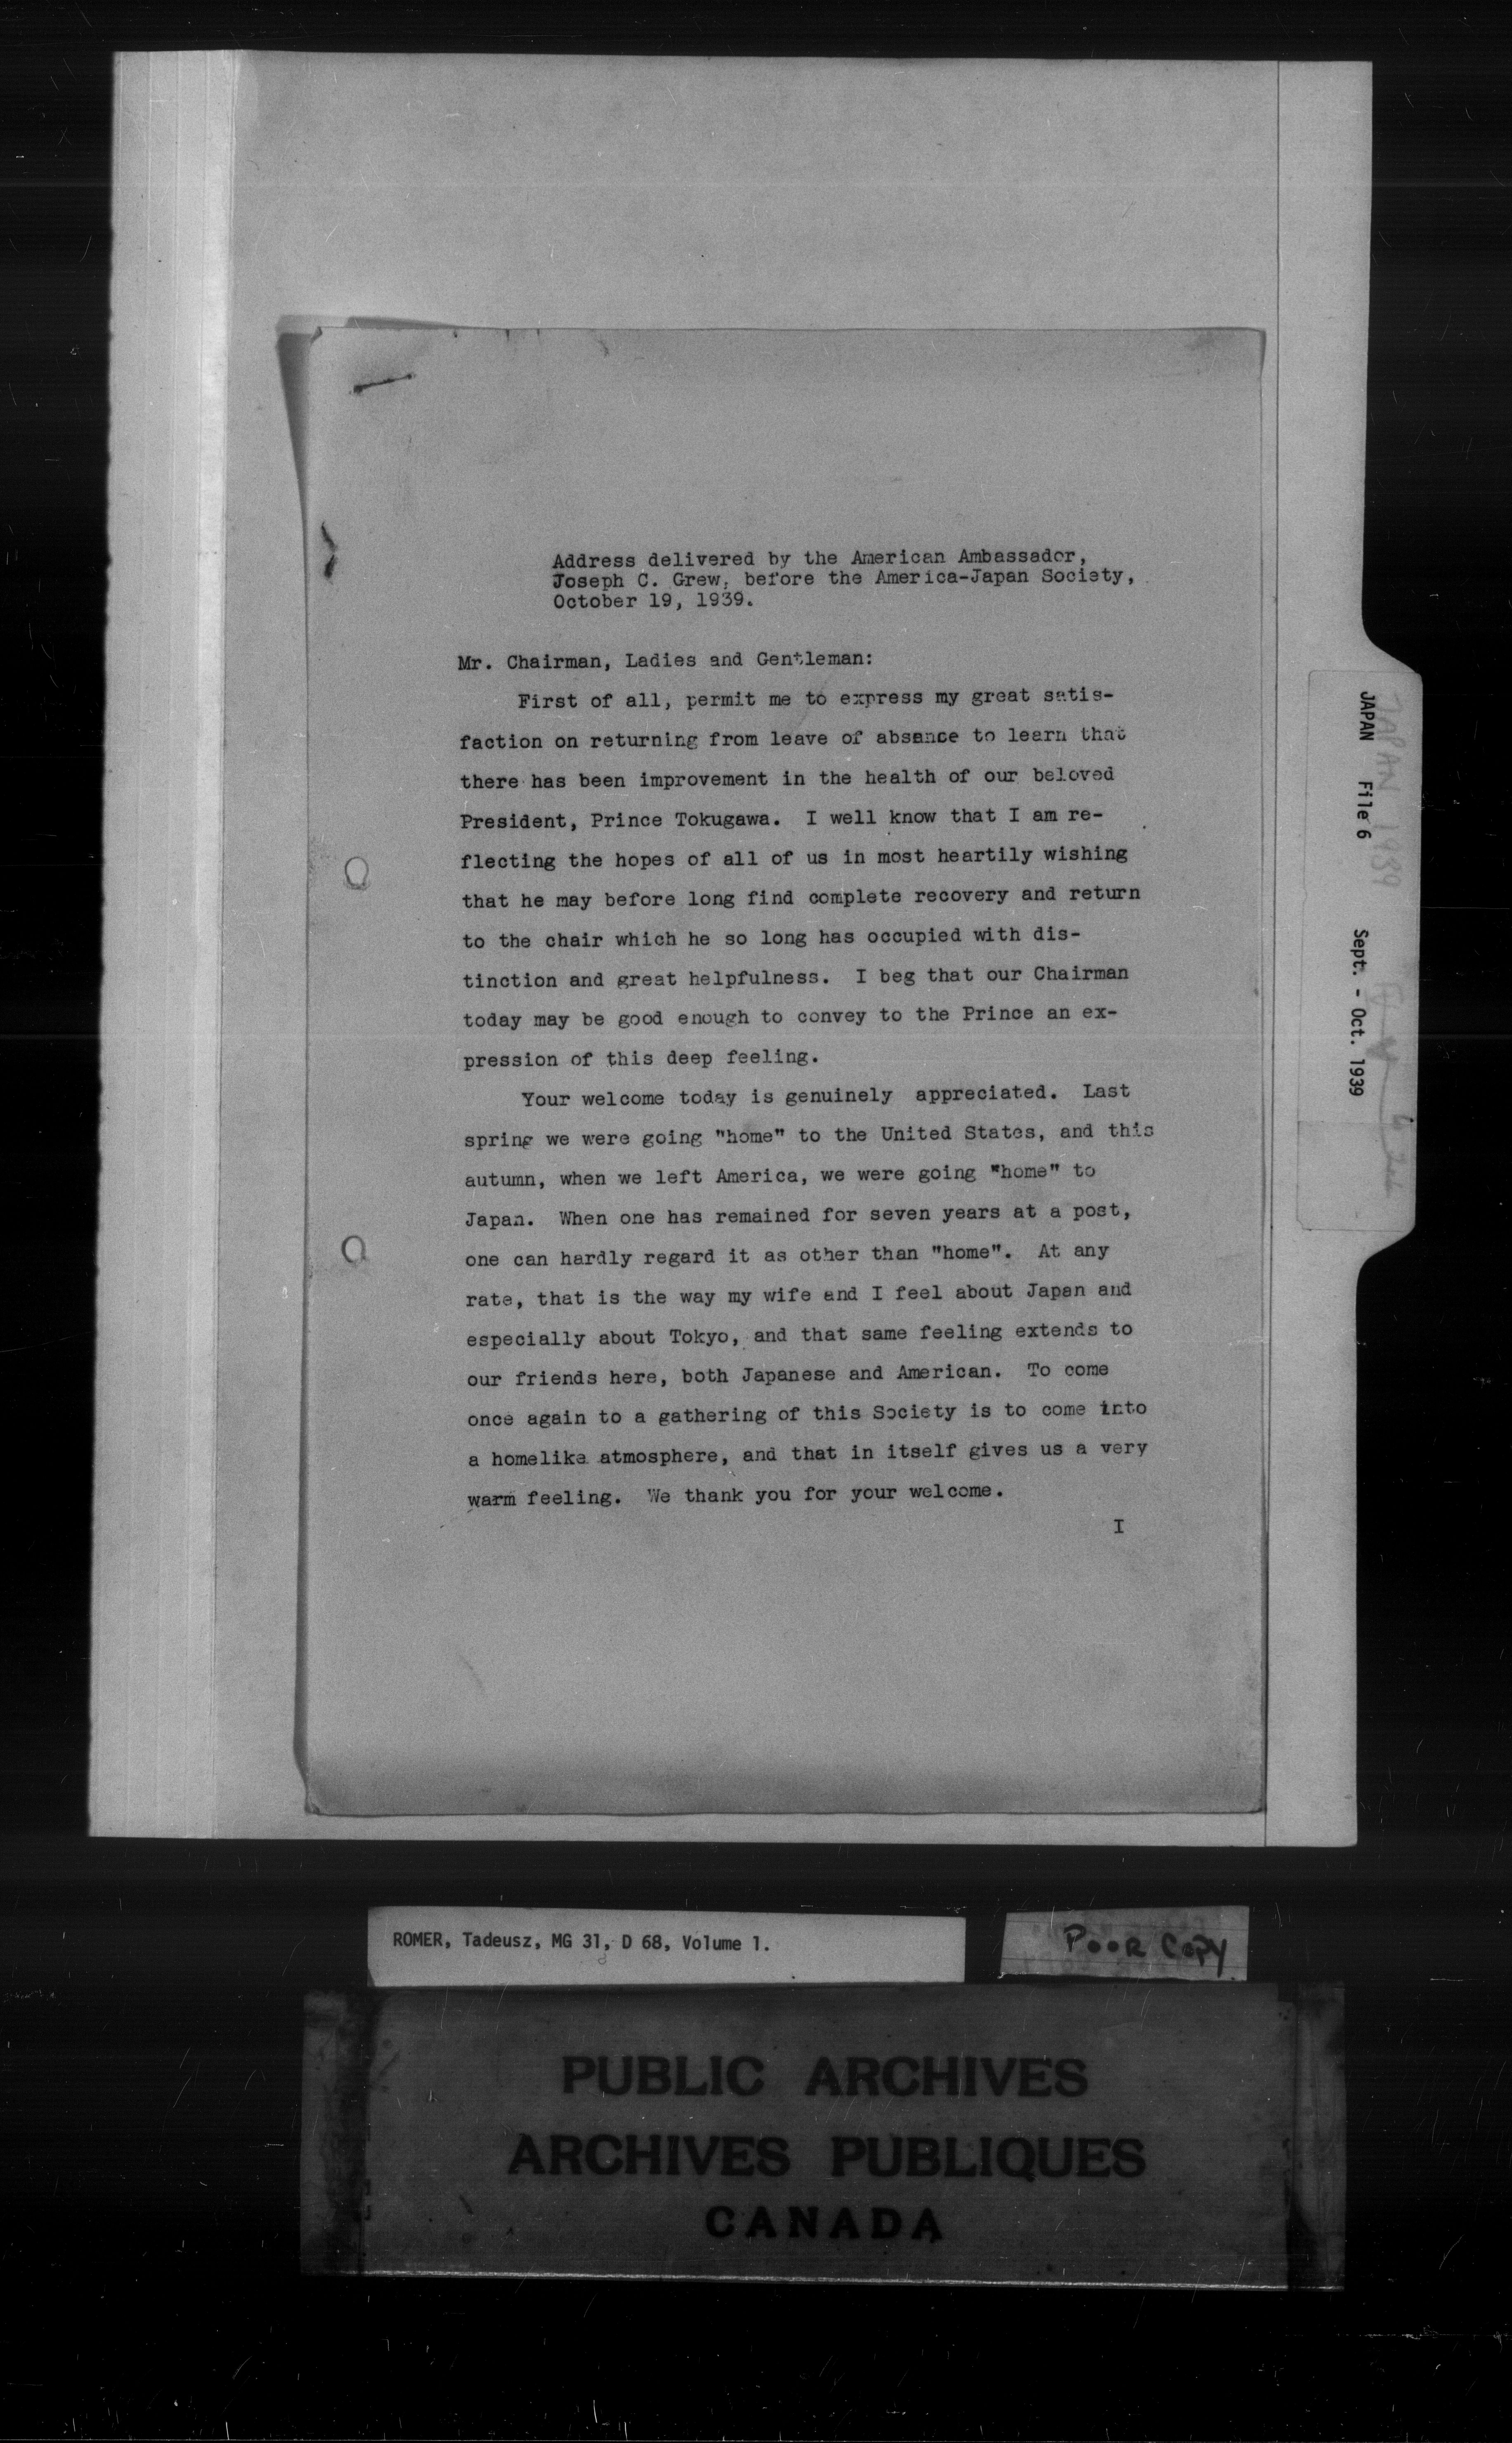 Address delivered by the American Ambassador,
Joseph C. Grew, before the America-Japan Society,
October 19, 1939.
Mr. Chairman, Ladies and Gentleman:
First of all, permit me to express my great satis-
faction on returning from leave of absence to learn that
there has been improvement in the health of our beloved
President, Prince Tokugawa. I well know that I am re-
flecting the hopes of all of us in most heartily wishing
that he may before long find complete recovery and return
to the chair which he so long has occupied with dis-
tinction and great helpfulness. I beg that our Chairman
today may be good enough to convey to the Prince an ex-
pression of this deep feeling.
Your welcome today is genuinely appreciated. Last
spring we were going "home" to the United States, and this
autumn, when we left America, we were going "home" to
Japan. When one has remained for seven years at a post,
one can hardly regard it as other than "home". At any
rate, that is the way my wife and I feel about Japan and
especially about Tokyo, and that same feeling extends to
our friends here, both Japanese and American. To come
once again to a gathering of this Society is to come into
a homelike atmosphere, and that in itself gives us a very
warm feeling. We thank you for your welcome.
I
JAPAN File 6 Sept. - Oct. 1939
JAPAN 1939
ROMER, Tadeusz, MG 31, D 68, Volume 1.
POOR COPY
PUBLIC ARCHIVES
ARCHIVES PUBLIQUES
CANADA